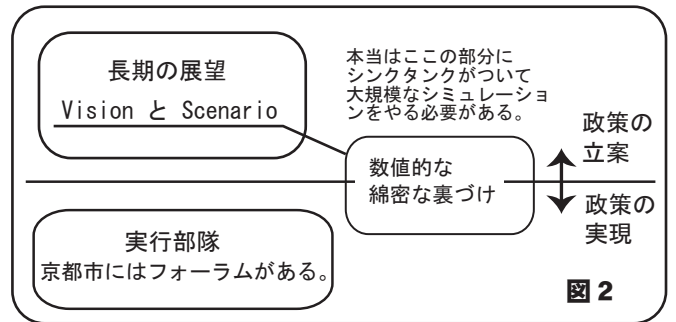 長期の展望
Vision と Scenario
本当はここの部分に
シンクタンクがついて
大規模なシミュレーショ
ンをやる必要がある。
政策の
立案
数値的な
綿密な裏づけ
政策の
実現
実行部隊
京都市にはフォーラムがある。
図2